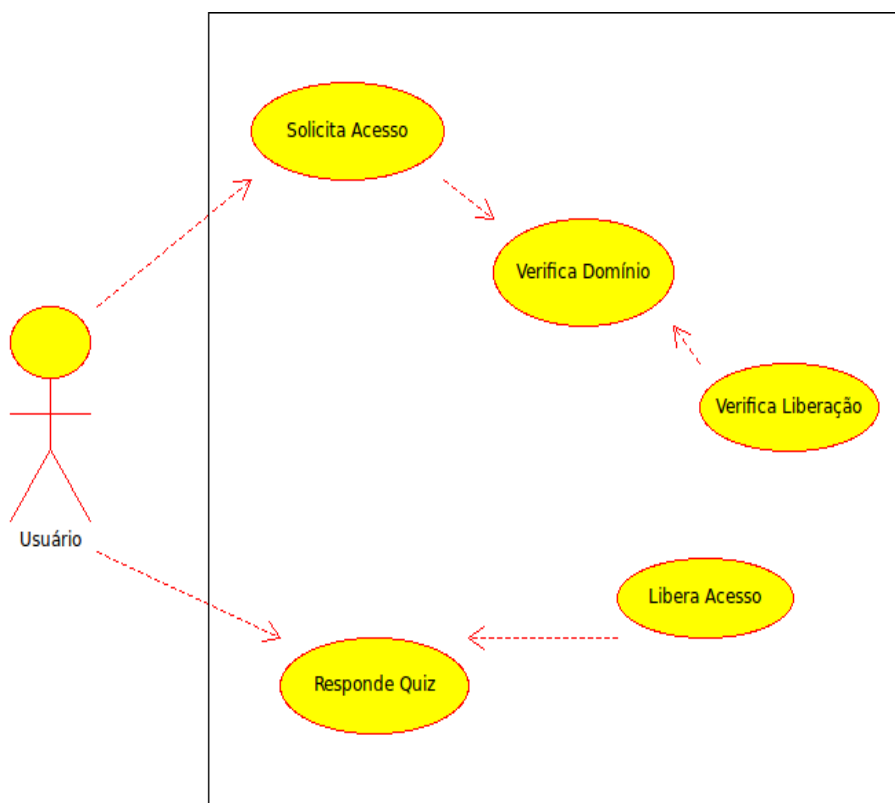 Solicita Acesso
Verifica Domínio
Verifica Liberação
Usuário
Libera Acesso
Responde Quiz